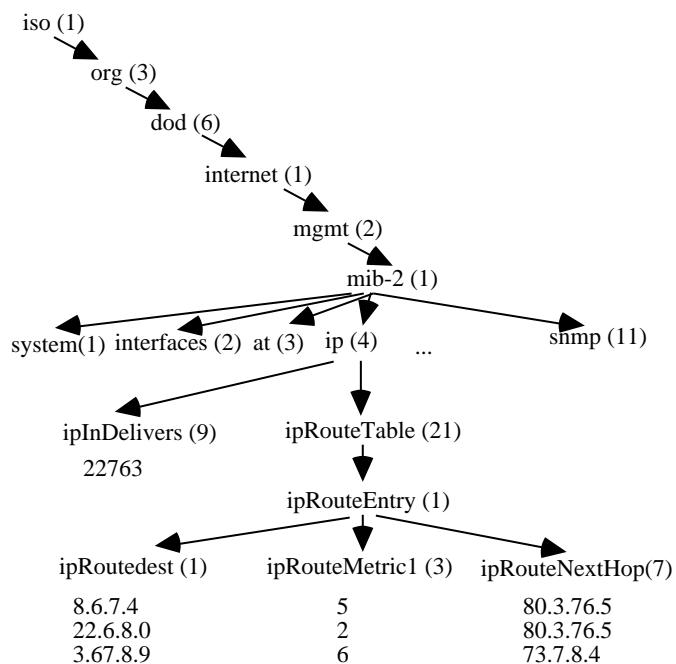 iso (1)
org (3)
dod (6)
internet (1)
mgmt (2)
mib-2 (1)
system(1) interfaces (2) at (3) ip (4) ... snmp (11)
ipInDelivers (9) ipRouteTable (21)
22763
ipRouteEntry (1)
ipRoutedest (1) ipRouteMetric1 (3) ipRouteNextHop(7)
8.6.7.4 5 80.3.76.5
22.6.8.0 2 80.3.76.5
3.67.8.9 6 73.7.8.4